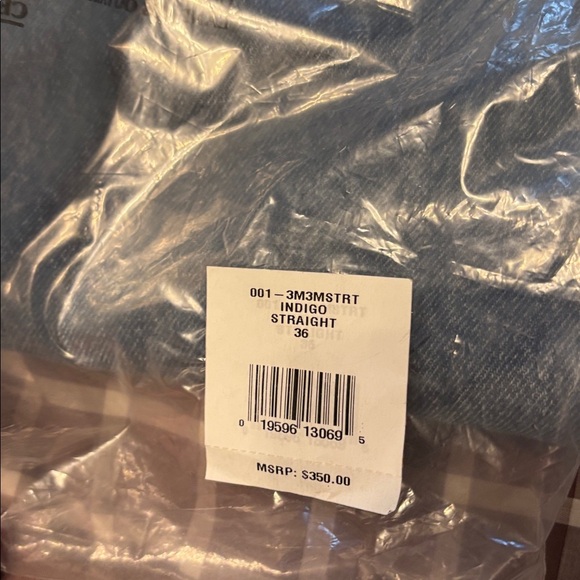 001-3M3MSTRT
INDIGO
STRAIGHT
36
0 19596 13069 5
MSRP: $350.00